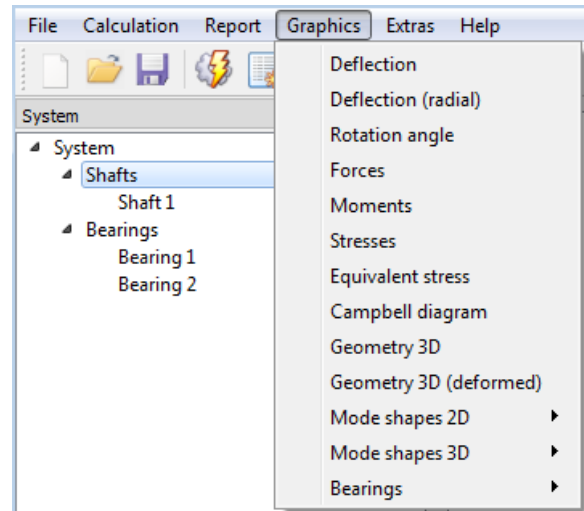 File Calculation Report Graphics Extras Help
System
System
Shafts
Shaft 1
Bearings
Bearing 1
Bearing 2
Deflection
Deflection (radial)
Rotation angle
Forces
Moments
Stresses
Equivalent stress
Campbell diagram
Geometry 3D
Geometry 3D (deformed)
Mode shapes 2D
Mode shapes 3D
Bearings